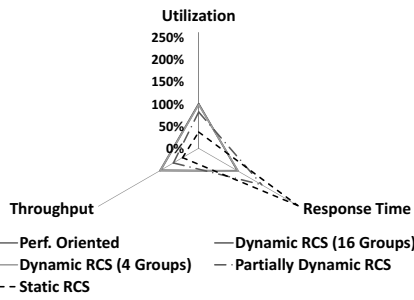 Utilization
250%
200%
150%
100%
50%
0%
Throughput
Response Time
Perf. Oriented
Dynamic RCS (16 Groups)
Dynamic RCS (4 Groups)
Partially Dynamic RCS
Static RCS